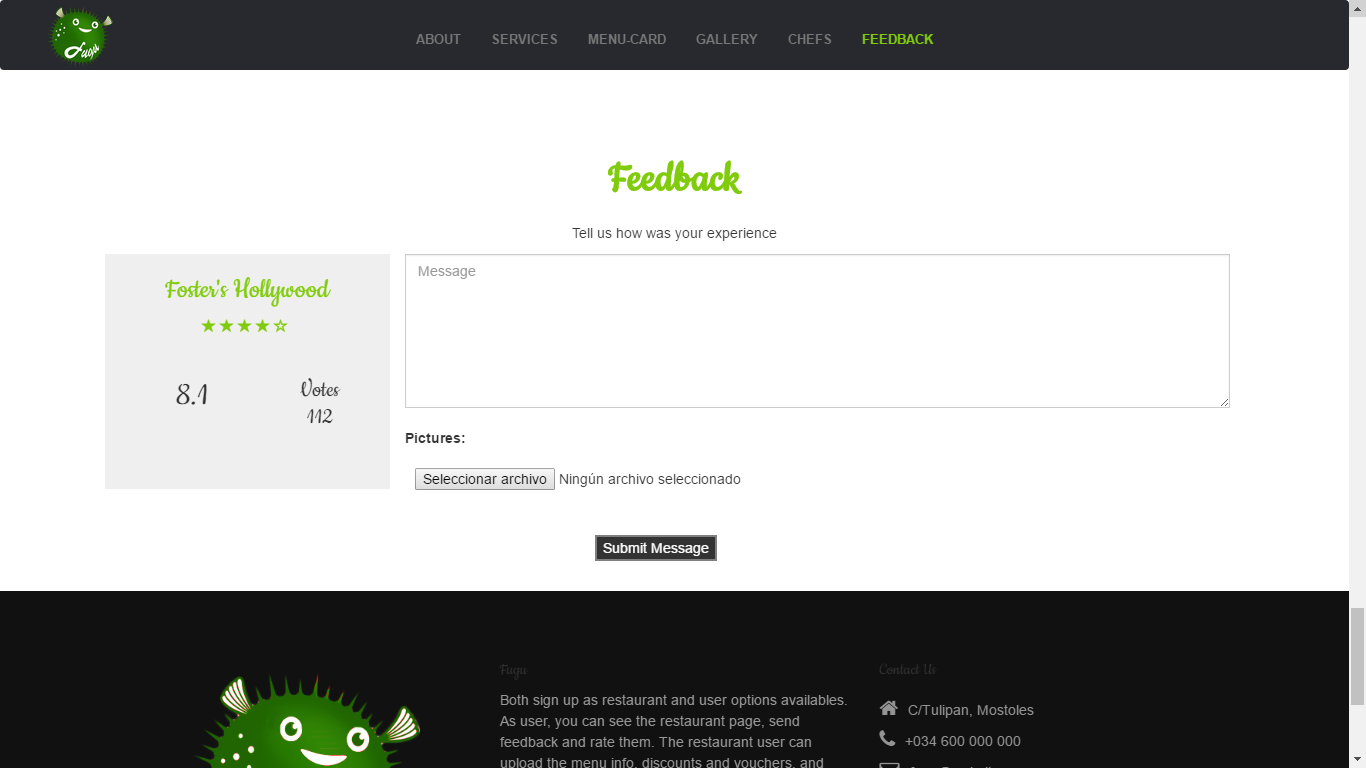 Fugu
ABOUT SERVICES MENU-CARD GALLERY CHEFS FEEDBACK
Feedback
Tell us how was your experience
Foster's Hollywood
★★★★☆
8.1
Votes
112
Message
Pictures:
Seleccionar archivo Ningún archivo seleccionado
Submit Message
Fugu
Both sign up as restaurant and user options availables.
As user, you can see the restaurant page, send
feedback and rate them. The restaurant user can
upload the menu info, discounts and vouchers, and
Contact Us
C/Tulipan, Mostoles
+034 600 000 000